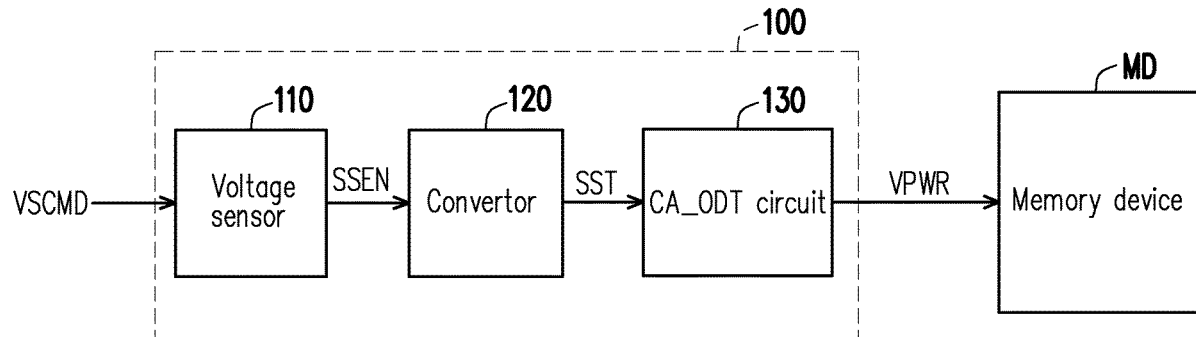 100
MD
110
120
130
VSCMD
Voltage
sensor
SSEN
Convertor
SST
CA_ODT circuit
VPWR
Memory device